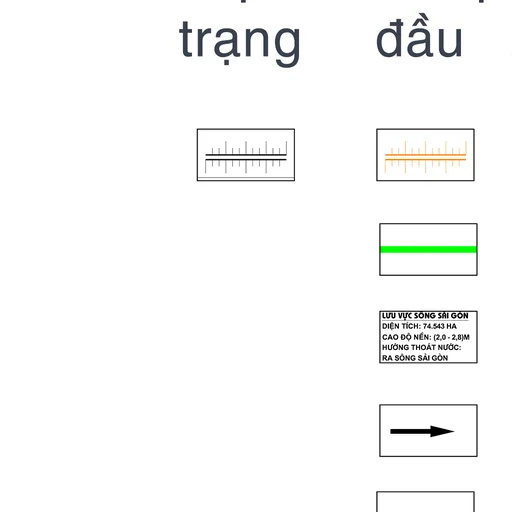 trạng đầu
LƯU VỰC SÔNG SÀI GÒN
DIỆN TÍCH: 74.543 HA
CAO ĐỘ NỀN: (2,0 - 2,8)M
HƯỚNG THOÁT NƯỚC:
RA SÔNG SÀI GÒN